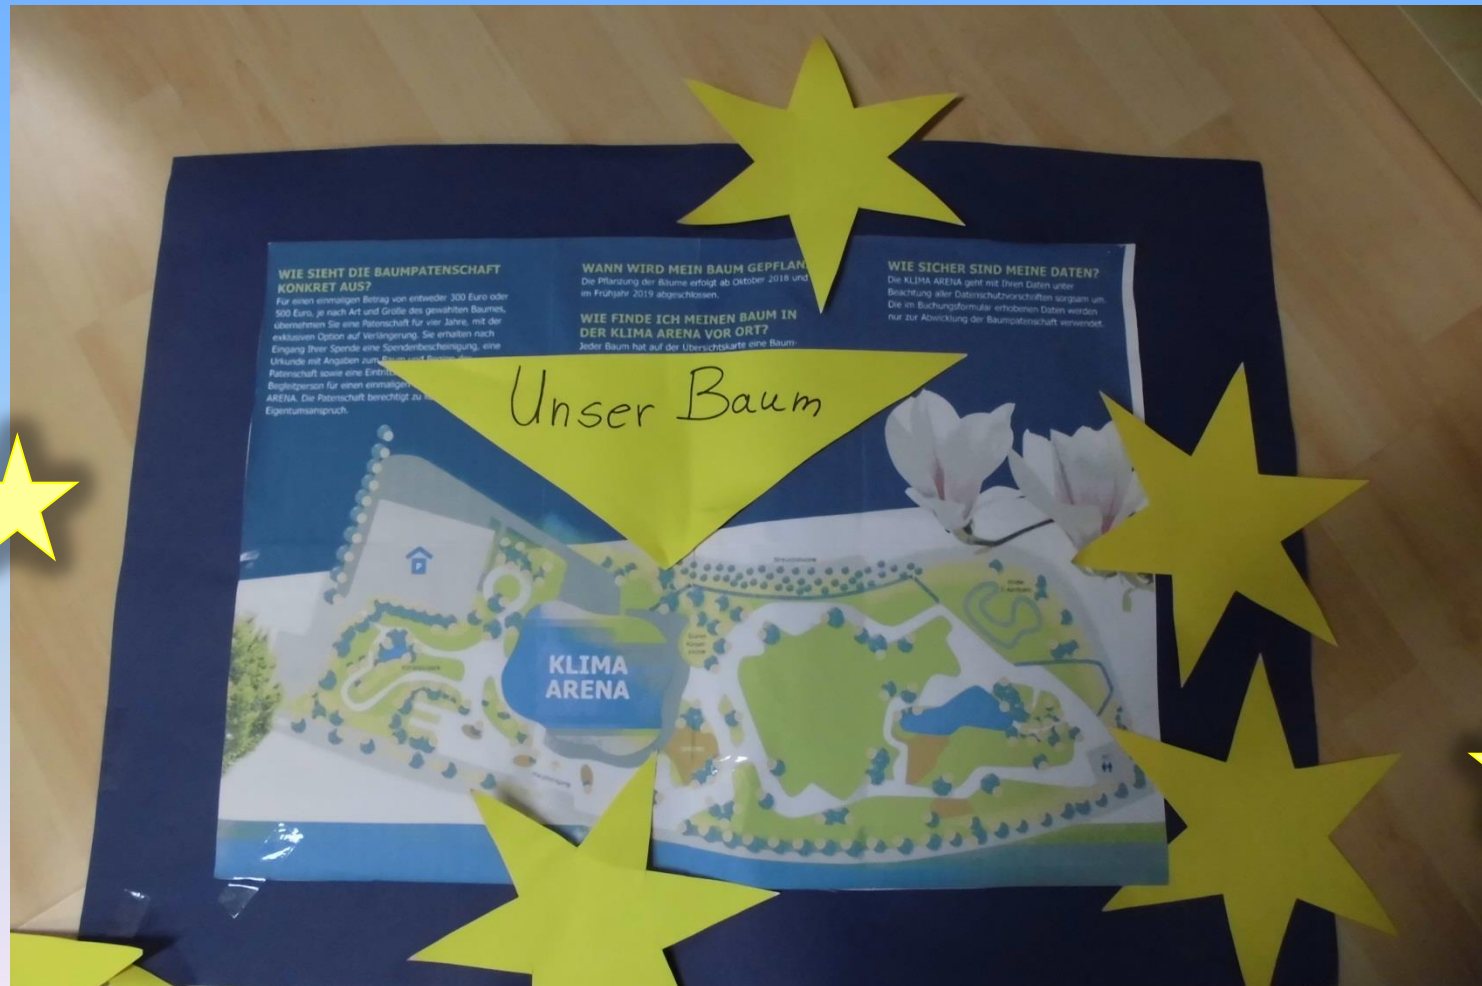 WIE SIEHT DIE BAUMPATENSCHAFT
KONKRET AUS?
Für einen einmaligen Betrag von entweder 300 Euro oder
500 Euro, je nach Art und Größe des gewählten Baumes,
übernehmen Sie eine Patenschaft für vier Jahre, mit der
exklusiven Option auf Verlängerung. Sie erhalten nach
Eingang Ihrer Spende eine Spendenbescheinigung, eine
Urkunde mit Angaben zum Baum und
Patenschaft sowie eine
Begleitperson für einen einmaligen
ARENA. Die Patenschaft berechtigt zu
Eigentumsanspruch.
WANN WIRD MEIN BAUM GEPFLAN
Die Pflanzung der Bäume erfolgt ab Oktober 2018 und
im Frühjahr 2019 abgeschlossen.
WIE FINDE ICH MEINEN BAUM IN
DER KLIMA ARENA VOR ORT?
Jeder Baum hat auf der Übersichtskarte eine Baum-
WIE SICHER SIND MEINE DATEN?
Die KLIMA ARENA geht mit Ihren Daten unter
Beachtung aller Datenschutzvorschriften sorgsam um.
Die im Buchungsformular erhobenen Daten werden
nur zur Abwicklung der Baumpatenschaft verwendet.
Unser Baum
P
KLIMA
ARENA